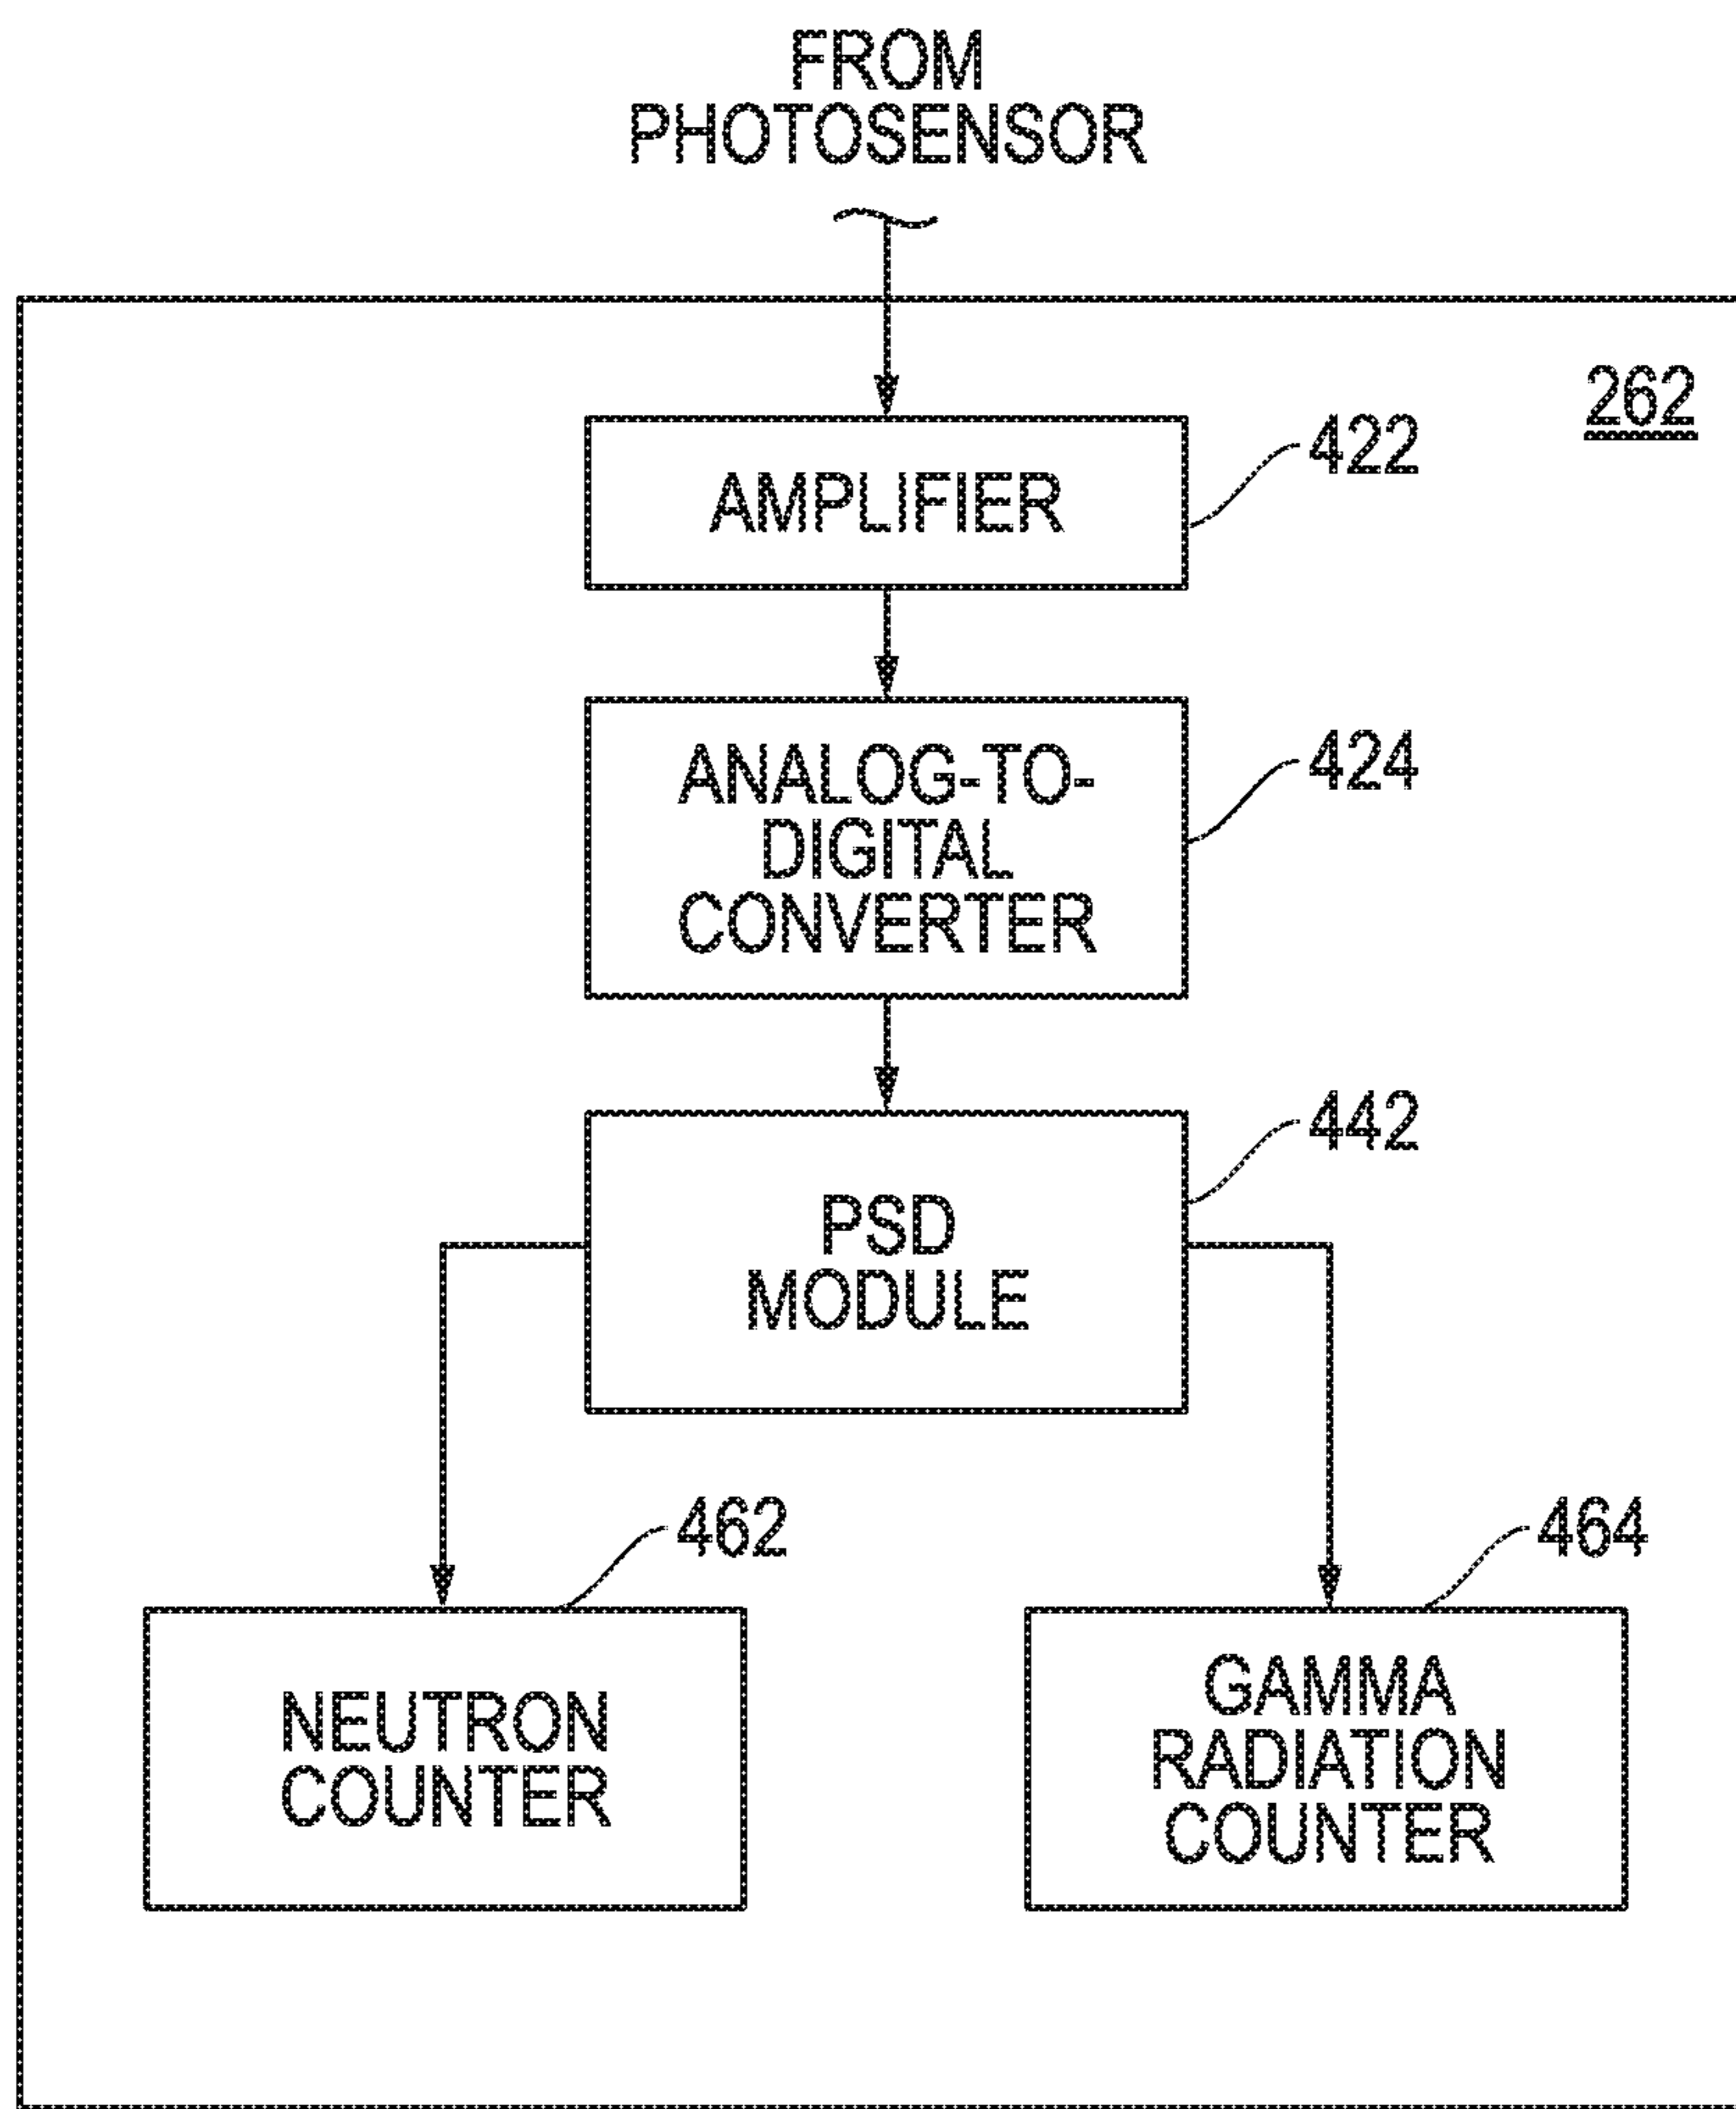 FROM
PHOTOSENSOR
262
AMPLIFIER
422
ANALOG-TO-
DIGITAL
CONVERTER
424
PSD
MODULE
442
462
464
NEUTRON
COUNTER
GAMMA
RADIATION
COUNTER